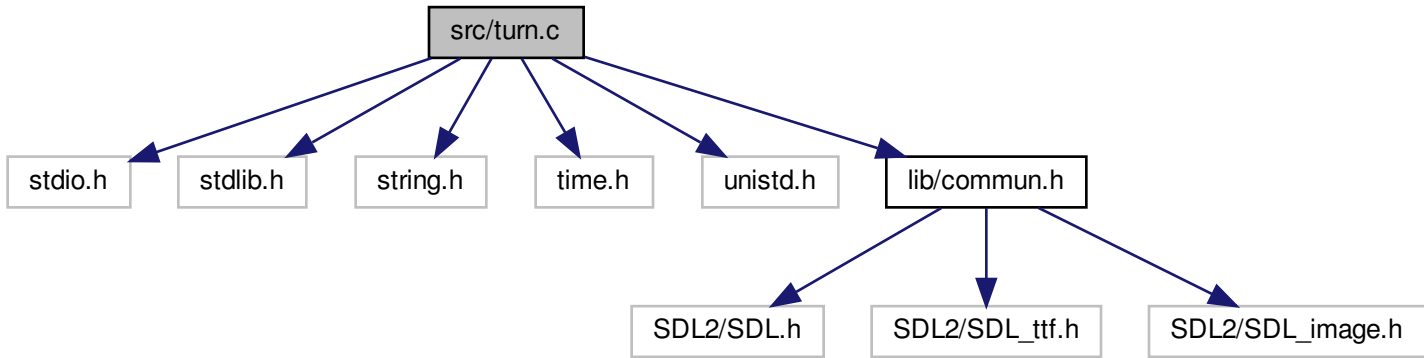 src/turn.c
stdio.h
stdlib.h
string.h
time.h
unistd.h
lib/commun.h
SDL2/SDL.h
SDL2/SDL_ttf.h
SDL2/SDL_image.h